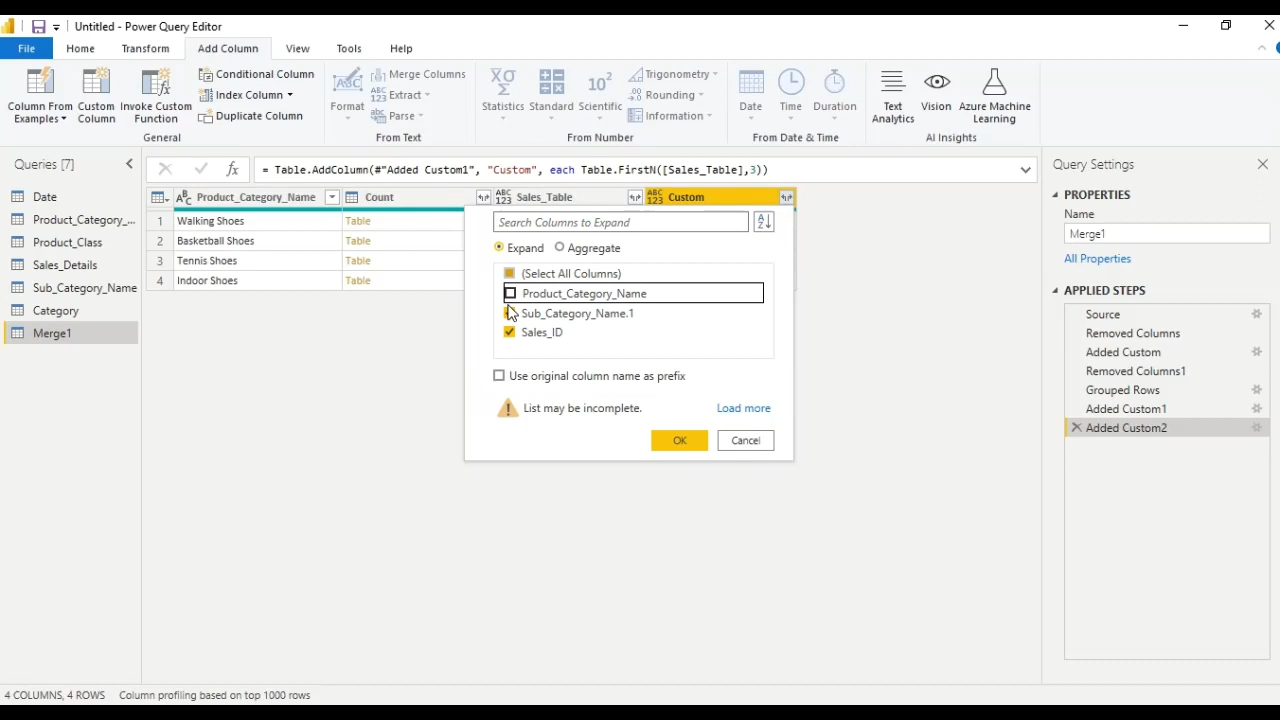 Untitled - Power Query Editor
File Home Transform Add Column View Tools Help
Column From Examples
Custom Column
Invoke Custom Function
Conditional Column
Index Column
Duplicate Column
General
Format
Merge Columns
Extract
Parse
From Text
Statistics
Standard
Scientific
Trigonometry
Rounding
Information
From Number
Date
Time
Duration
From Date & Time
Text Analytics
Vision
Azure Machine Learning
AI Insights
Queries [7]
Date
Product_Category_...
Product_Class
Sales_Details
Sub_Category_Name
Category
Merge1
= Table.AddColumn(#"Added Custom1", "Custom", each Table.FirstN([Sales_Table],3))
Product_Category_Name Count Sales_Table Custom
1 Walking Shoes Table
2 Basketball Shoes Table
3 Tennis Shoes Table
4 Indoor Shoes Table
Search Columns to Expand
Expand Aggregate
(Select All Columns)
Product_Category_Name
Sub_Category_Name.1
Sales_ID
Use original column name as prefix
List may be incomplete. Load more
OK Cancel
Query Settings
PROPERTIES
Name
Merge1
All Properties
APPLIED STEPS
Source
Removed Columns
Added Custom
Removed Columns1
Grouped Rows
Added Custom1
Added Custom2
4 COLUMNS, 4 ROWS Column profiling based on top 1000 rows